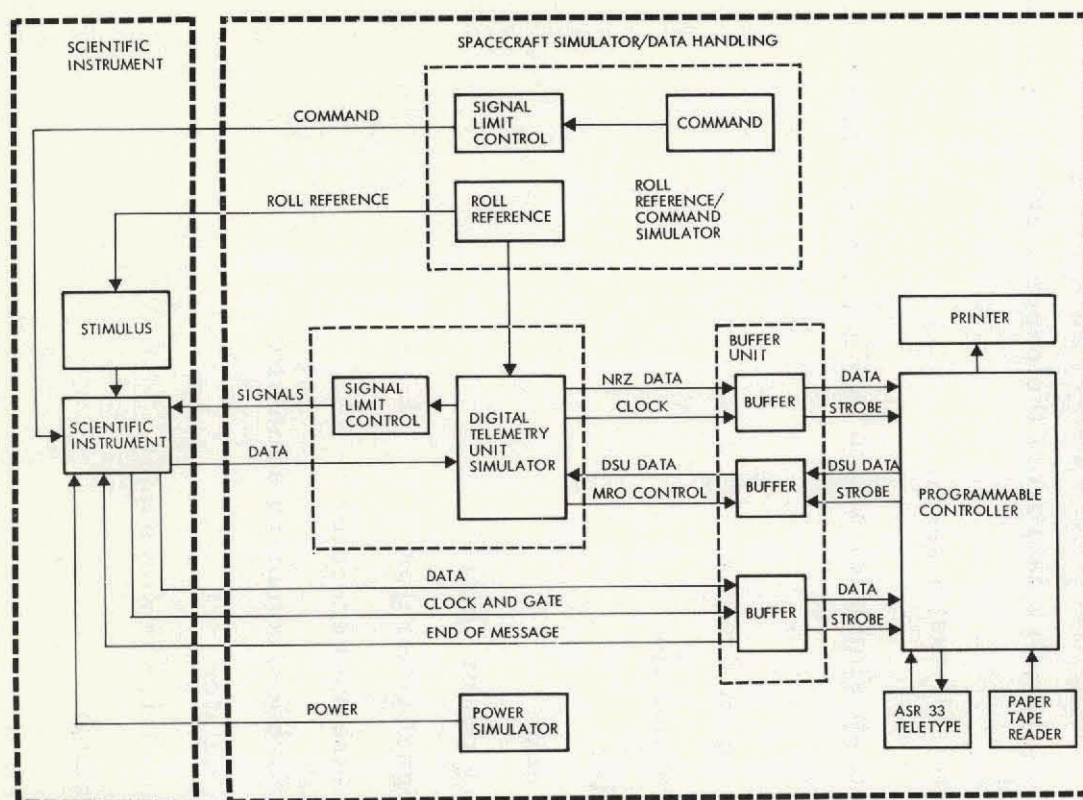 SCIENTIFIC
INSTRUMENT
SPACECRAFT SIMULATOR/DATA HANDLING
COMMAND
SIGNAL
LIMIT
CONTROL
COMMAND
ROLL REFERENCE
ROLL
REFERENCE
ROLL
REFERENCE/
COMMAND
SIMULATOR
STIMULUS
PRINTER
BUFFER
UNIT
SCIENTIFIC
INSTRUMENT
SIGNALS
SIGNAL
LIMIT
CONTROL
DATA
DIGITAL
TELEMETRY
UNIT
SIMULATOR
NRZ DATA
CLOCK
BUFFER
DATA
STROBE
DSU DATA
MRO CONTROL
BUFFER
DSU DATA
STROBE
PROGRAMMABLE
CONTROLLER
DATA
CLOCK AND GATE
END OF MESSAGE
BUFFER
DATA
STROBE
POWER
POWER
SIMULATOR
ASR 33
TELETYPE
PAPER
TAPE
READER